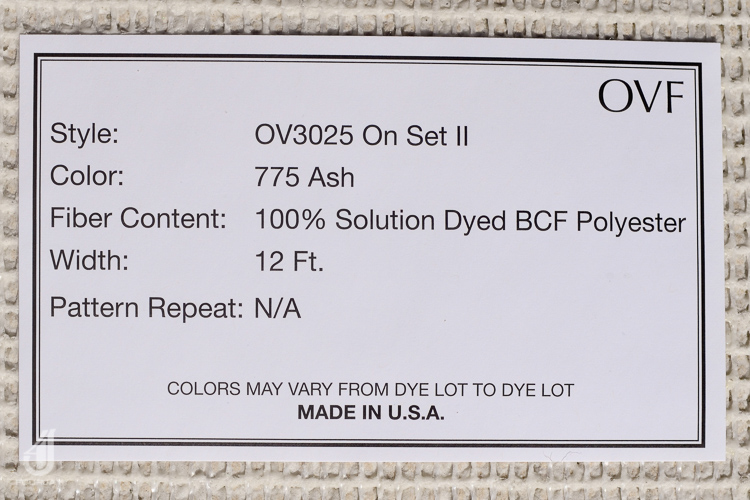 OVF
Style: OV3025 On Set II
Color: 775 Ash
Fiber Content: 100% Solution Dyed BCF Polyester
Width: 12 Ft.
Pattern Repeat: N/A
COLORS MAY VARY FROM DYE LOT TO DYE LOT
MADE IN U.S.A.